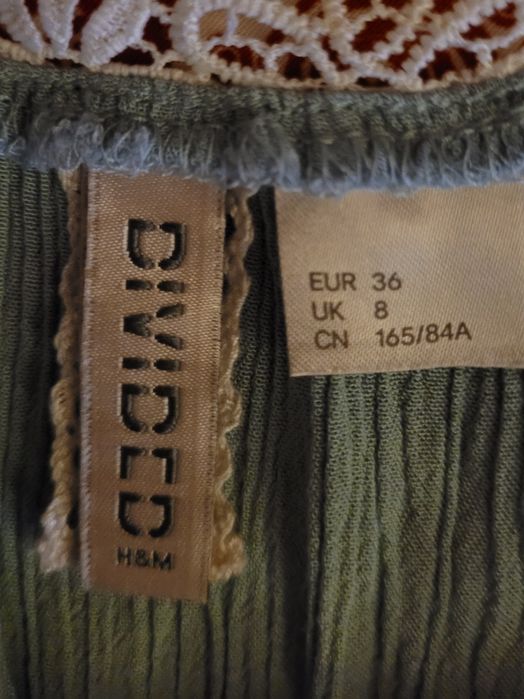 DIVIDED
H&M
EUR 36
UK 8
CN 165/84A